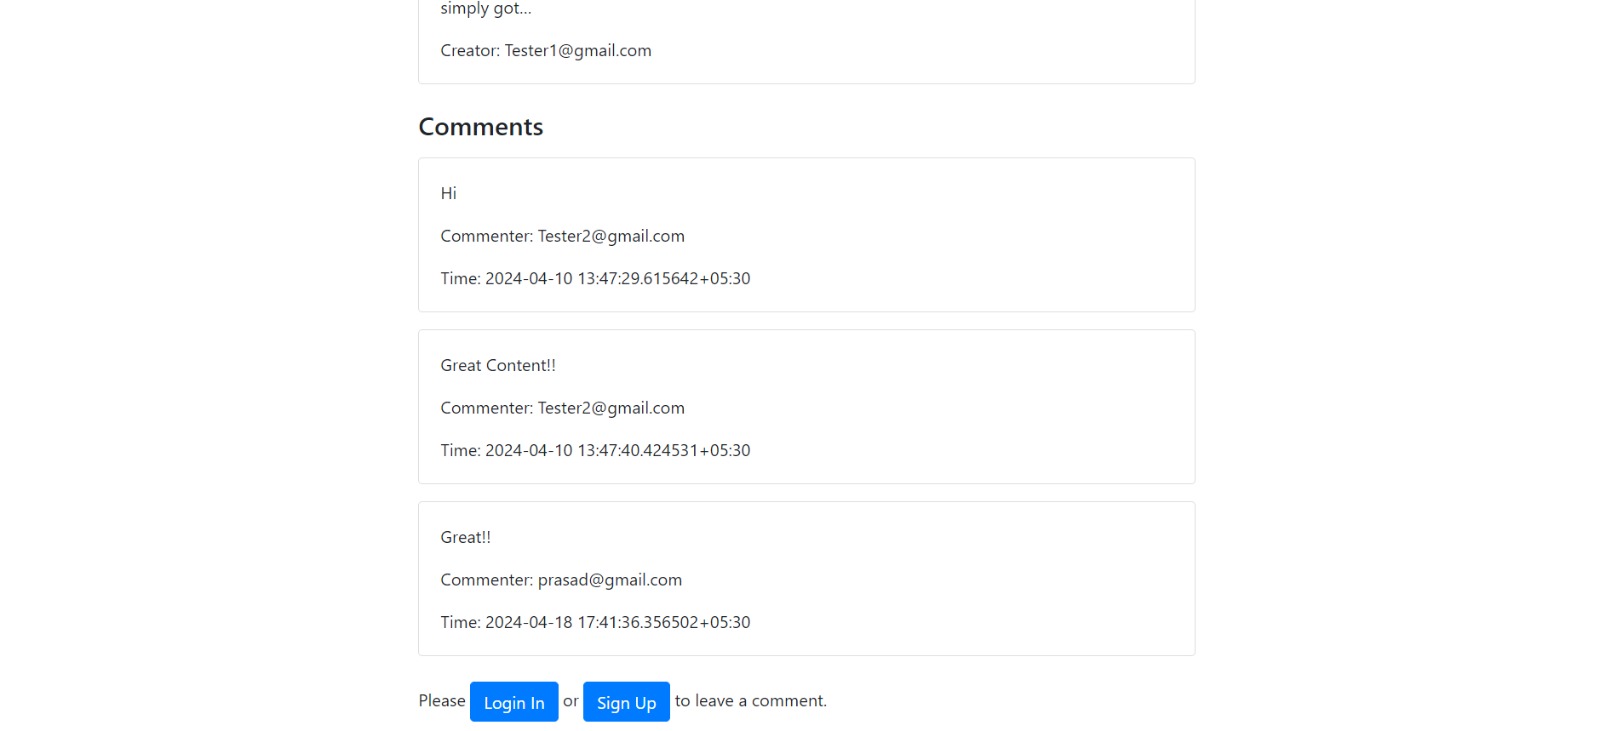 simply got...
Creator: Tester1@gmail.com
Comments
Hi
Commenter: Tester2@gmail.com
Time: 2024-04-10 13:47:29.615642+05:30
Great Content!!
Commenter: Tester2@gmail.com
Time: 2024-04-10 13:47:40.424531+05:30
Great!!
Commenter: prasad@gmail.com
Time: 2024-04-18 17:41:36.356502+05:30
Please Login In or Sign Up to leave a comment.